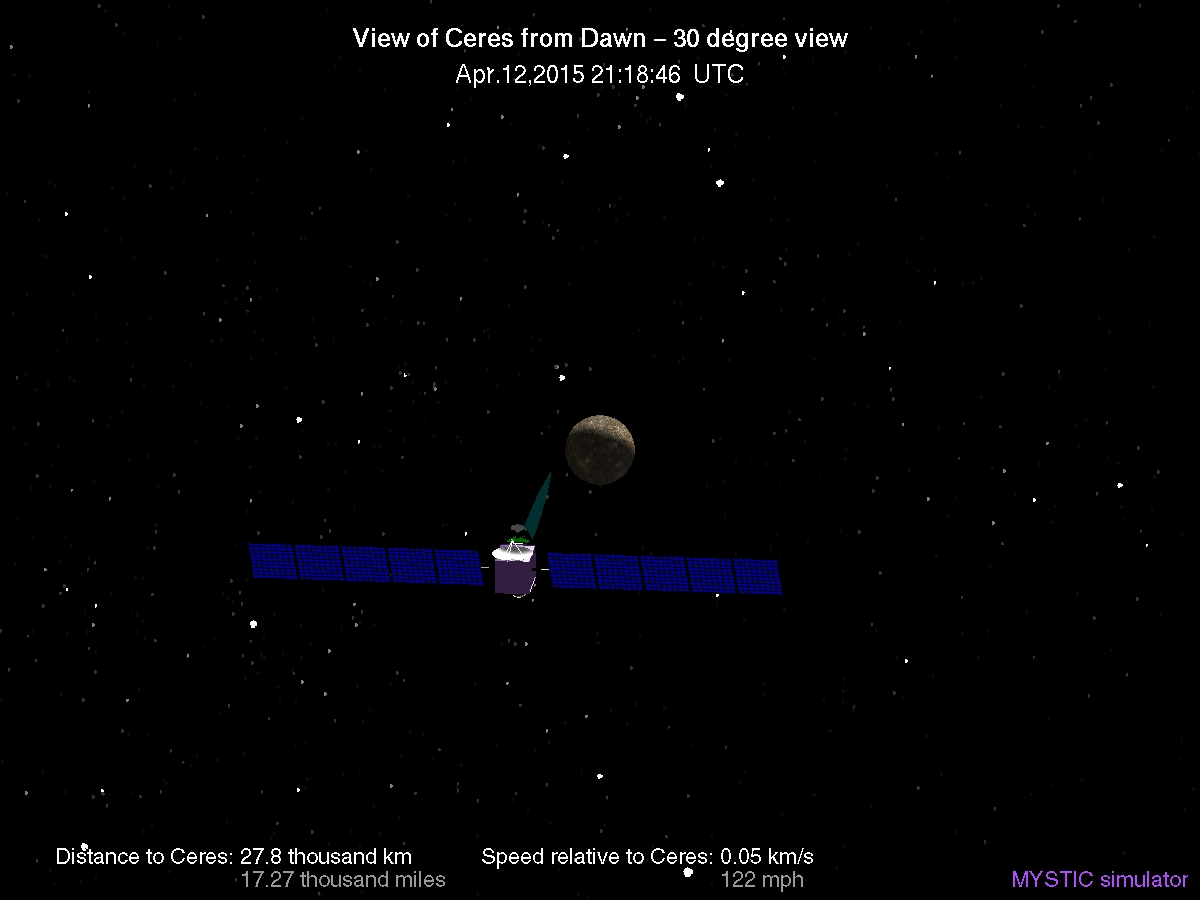 View of Ceres from Dawn – 30 degree view
Apr.12,2015 21:18:46 UTC
Distance to Ceres: 27.8 thousand km
17.27 thousand miles
Speed relative to Ceres: 0.05 km/s
122 mph
MYSTIC simulator